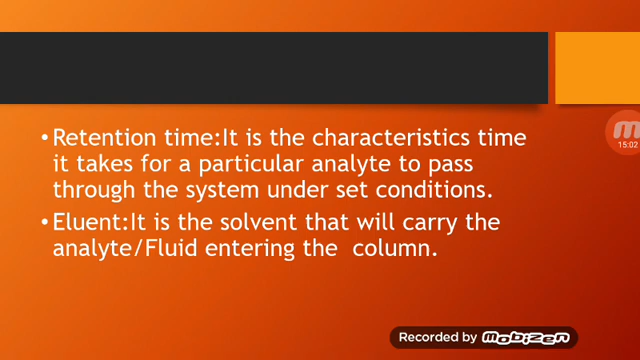 • Retention time:It is the characteristics time
it takes for a particular analyte to pass
through the system under set conditions.
• Eluent:It is the solvent that will carry the
analyte/Fluid entering the  column.
m
15:02
Recorded by mobizen